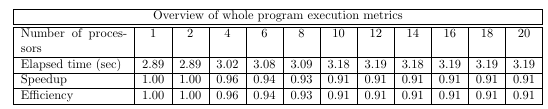 Overview of whole program execution metrics
Number of proces- 1 2 4 6 8 10 12 14 16 18 20
sors
Elapsed time (sec) 2.89 2.89 3.02 3.08 3.09 3.18 3.19 3.18 3.19 3.19 3.19
Speedup 1.00 1.00 0.96 0.94 0.93 0.91 0.91 0.91 0.91 0.91 0.91
Efficiency 1.00 1.00 0.96 0.94 0.93 0.91 0.91 0.91 0.91 0.91 0.91